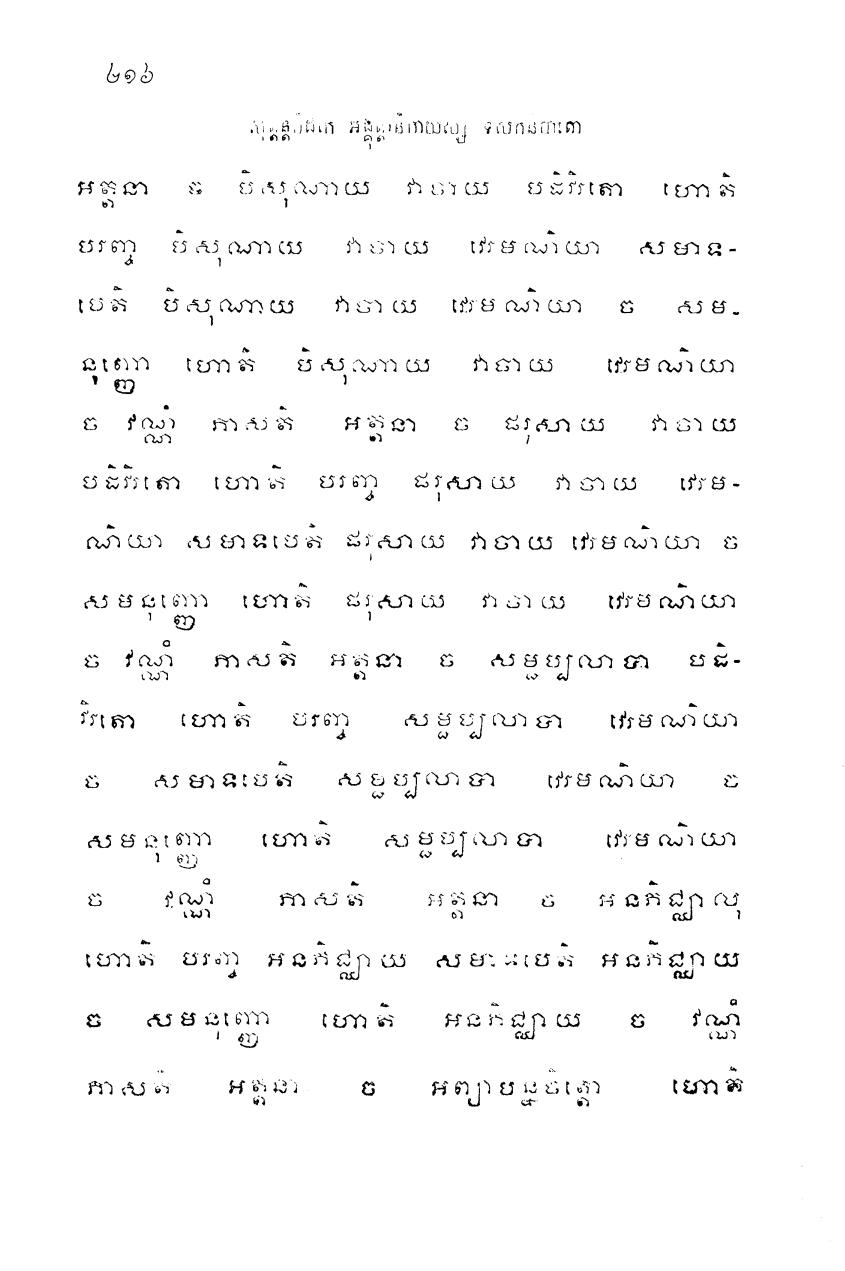 ២១៦
សុត្តន្តបិដកេ អង្គុត្តរនិកាយស្ស ទសកនិបាតោ
អត្តនា ច បិសុណាយ វាចាយ បដិវិរតោ ហោតិ
បរញ្ច បិសុណាយ វាចាយ វេរមណិយា សមាទ-
បេតិ បិសុណាយ វាចាយ វេរមណិយា ច សម-
នុញ្ញោ ហោតិ បិសុណាយ វាចាយ វេរមណិយា
ច វណ្ណំ ភាសតិ អត្តនា ច ផរុសាយ វាចាយ
បដិវិរតោ ហោតិ បរញ្ច ផរុសាយ វាចាយ វេរម-
ណិយា សមាទបេតិ ផរុសាយ វាចាយ វេរមណិយា ច
សមនុញ្ញោ ហោតិ ផរុសាយ វាចាយ វេរមណិយា
ច វណ្ណំ ភាសតិ អត្តនា ច សម្ផប្បលាបា បដិ-
វិរតោ ហោតិ បរញ្ច សម្ផប្បលាបា វេរមណិយា
ច សមាទបេតិ សម្ផប្បលាបា វេរមណិយា ច
សមនុញ្ញោ ហោតិ សម្ផប្បលាបា វេរមណិយា
ច វណ្ណំ ភាសតិ អត្តនា ច អនភិជ្ឈាលុ
ហោតិ បរញ្ច អនភិជ្ឈាយ សមាទបេតិ អនភិជ្ឈាយ
ច សមនុញ្ញោ ហោតិ អនភិជ្ឈាយ ច វណ្ណំ
ភាសតិ អត្តនា ច អព្យាបន្នចិត្តោ ហោតិ